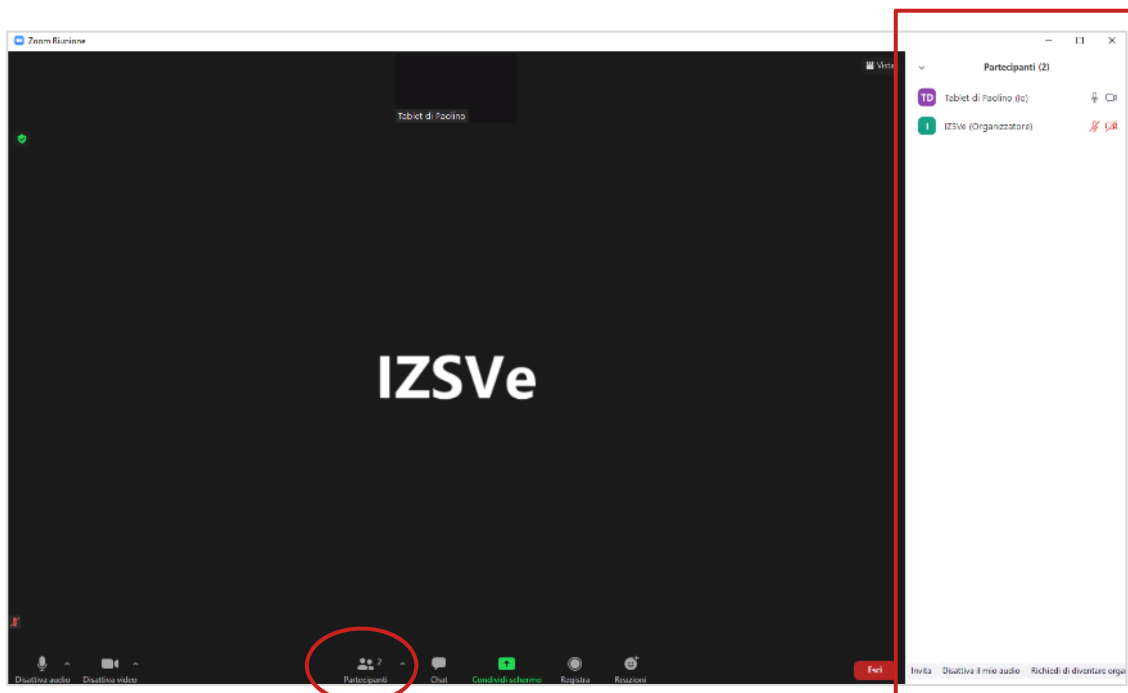 Zoom Riunione
Vista
Tablet di Paolino
IZSVe
Disattiva audio
Disattiva video
Partecipanti 2
Chat
Condividi schermo
Registra
Reazioni
Esci
Partecipanti (2)
TD Tablet di Paolino (Io)
I IZSVe (Organizzatore)
Invita Disattiva il mio audio Richiedi di diventare orga